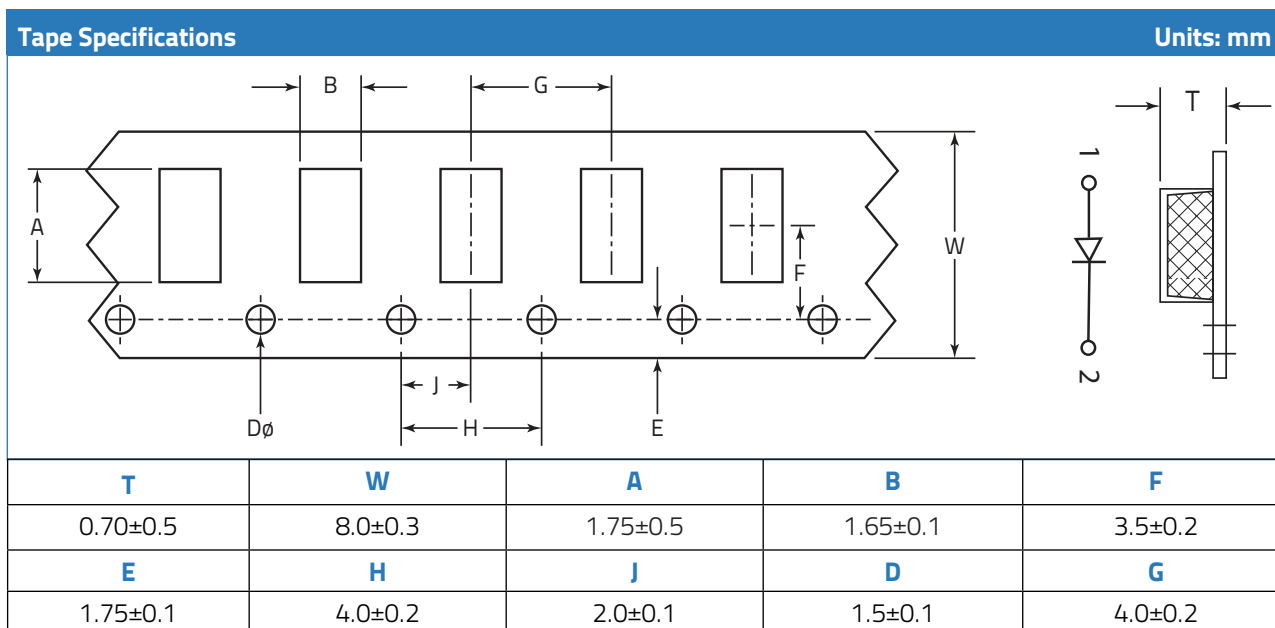 Tape Specifications Units: mm
B G T
1
A W
F
2
J
Dø H E
T W A B F
0.70±0.5 8.0±0.3 1.75±0.5 1.65±0.1 3.5±0.2
E H J D G
1.75±0.1 4.0±0.2 2.0±0.1 1.5±0.1 4.0±0.2